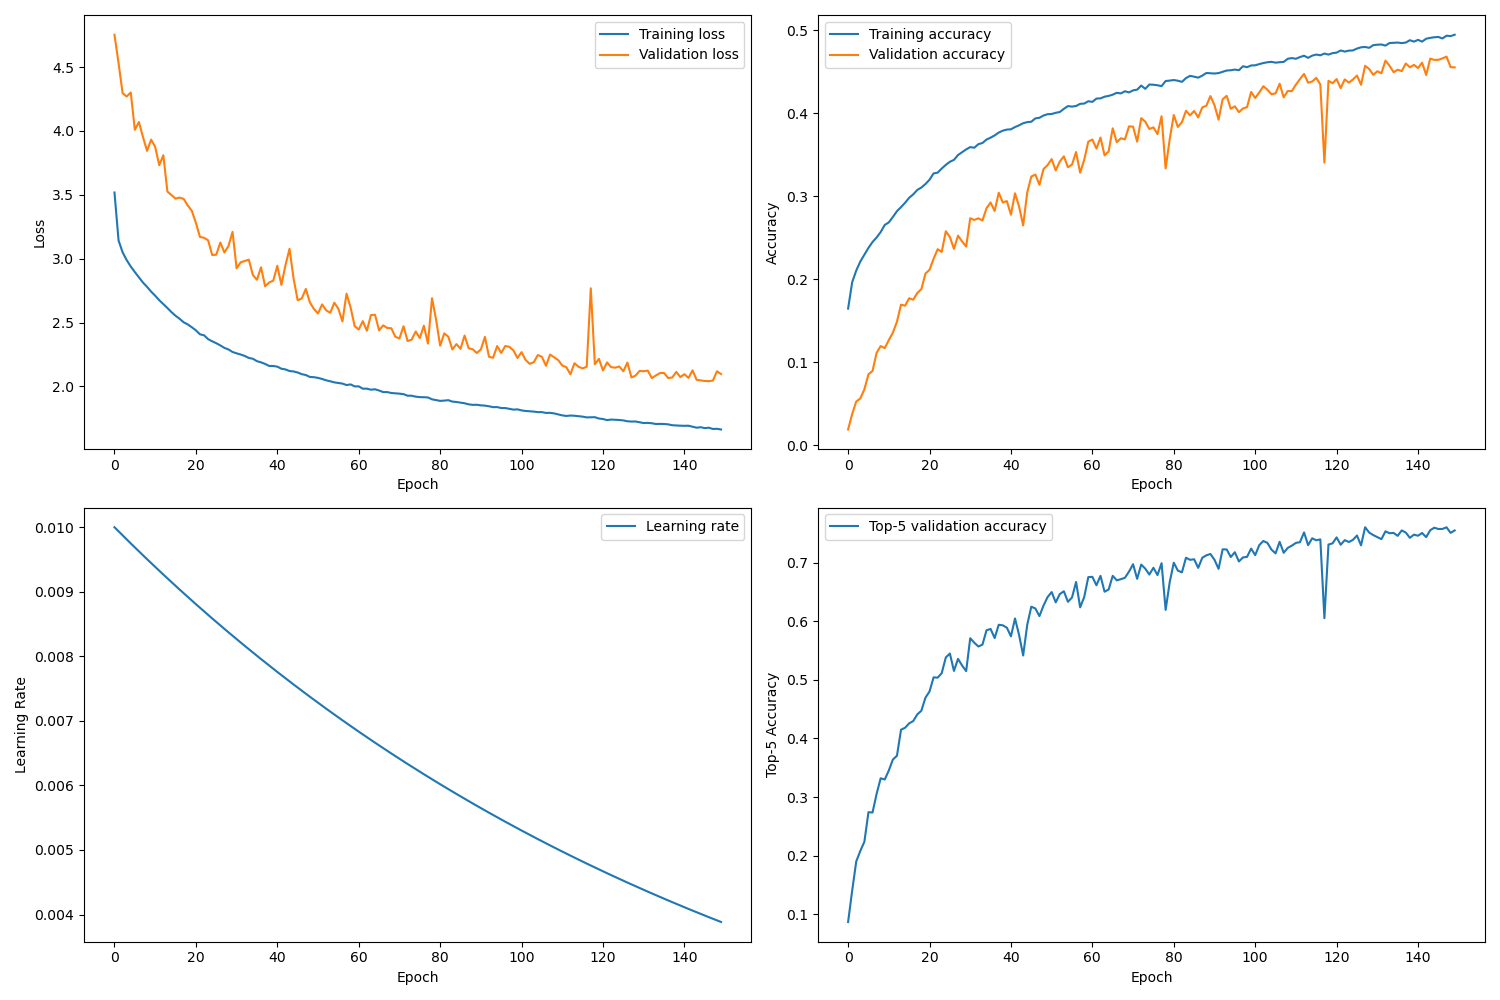 Training loss
Validation loss
4.5
4.0
3.5
3.0
2.5
2.0
Loss
0 20 40 60 80 100 120 140
Epoch
Training accuracy
Validation accuracy
0.5
0.4
0.3
0.2
0.1
0.0
Accuracy
0 20 40 60 80 100 120 140
Epoch
Learning rate
0.010
0.009
0.008
0.007
0.006
0.005
0.004
Learning Rate
0 20 40 60 80 100 120 140
Epoch
Top-5 validation accuracy
0.7
0.6
0.5
0.4
0.3
0.2
0.1
Top-5 Accuracy
0 20 40 60 80 100 120 140
Epoch